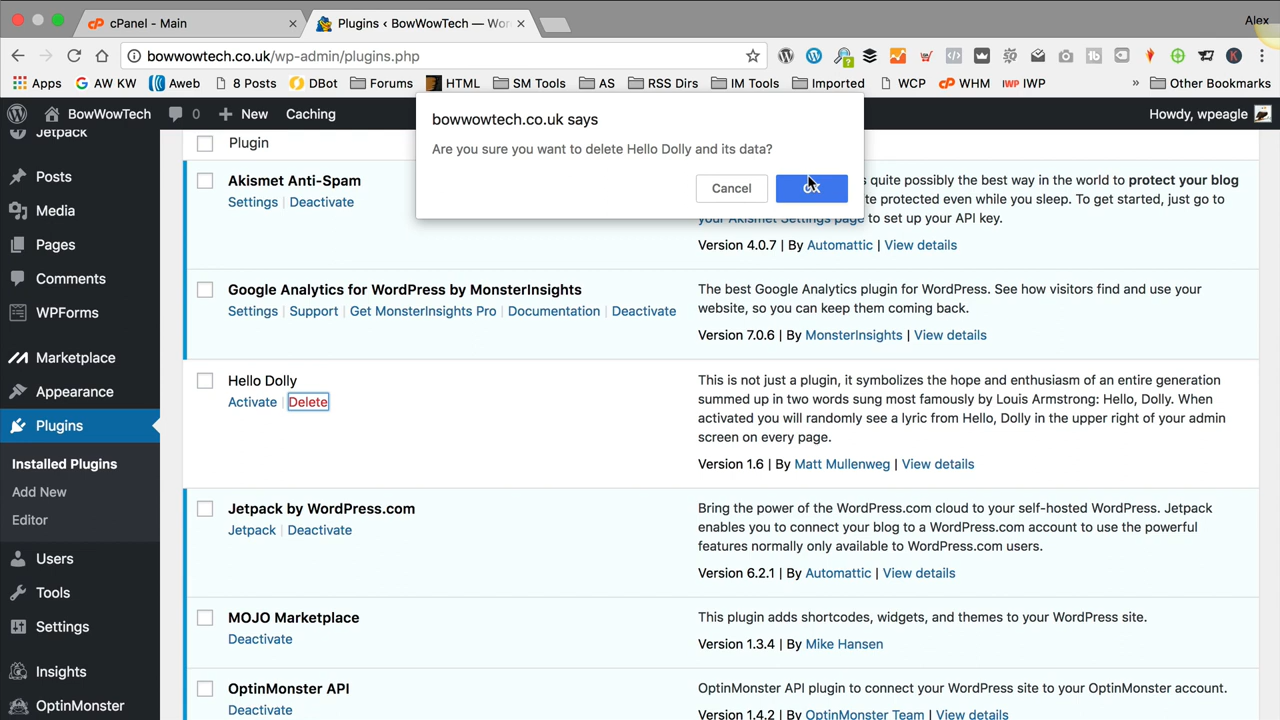 cPanel - Main
Plugins ‹ BowWowTech — Wor
Alex
bowwowtech.co.uk/wp-admin/plugins.php
Apps
AW KW
Aweb
8 Posts
DBot
Forums
HTML
SM Tools
AS
RSS Dirs
IM Tools
Imported
WCP
WHM
IWP
»
Other Bookmarks
BowWowTech
0
New
Caching
Howdy, wpeagle
bowwowtech.co.uk says
Are you sure you want to delete Hello Dolly and its data?
Cancel
OK
Jetpack
Posts
Media
Pages
Comments
WPForms
Marketplace
Appearance
Plugins
Installed Plugins
Add New
Editor
Users
Tools
Settings
Insights
OptinMonster
Plugin
Akismet Anti-Spam
Settings | Deactivate
s quite possibly the best way in the world to protect your blog
te protected even while you sleep. To get started, just go to
your Akismet Settings page to set up your API key.
Version 4.0.7 | By Automattic | View details
Google Analytics for WordPress by MonsterInsights
Settings | Support | Get MonsterInsights Pro | Documentation | Deactivate
The best Google Analytics plugin for WordPress. See how visitors find and use your
website, so you can keep them coming back.
Version 7.0.6 | By MonsterInsights | View details
Hello Dolly
Activate | Delete
This is not just a plugin, it symbolizes the hope and enthusiasm of an entire generation
summed up in two words sung most famously by Louis Armstrong: Hello, Dolly. When
activated you will randomly see a lyric from Hello, Dolly in the upper right of your admin
screen on every page.
Version 1.6 | By Matt Mullenweg | View details
Jetpack by WordPress.com
Jetpack | Deactivate
Bring the power of the WordPress.com cloud to your self-hosted WordPress. Jetpack
enables you to connect your blog to a WordPress.com account to use the powerful
features normally only available to WordPress.com users.
Version 6.2.1 | By Automattic | View details
MOJO Marketplace
Deactivate
This plugin adds shortcodes, widgets, and themes to your WordPress site.
Version 1.3.4 | By Mike Hansen
OptinMonster API
Deactivate
OptinMonster API plugin to connect your WordPress site to your OptinMonster account.
Version 1.4.2 | By OptinMonster Team | View details